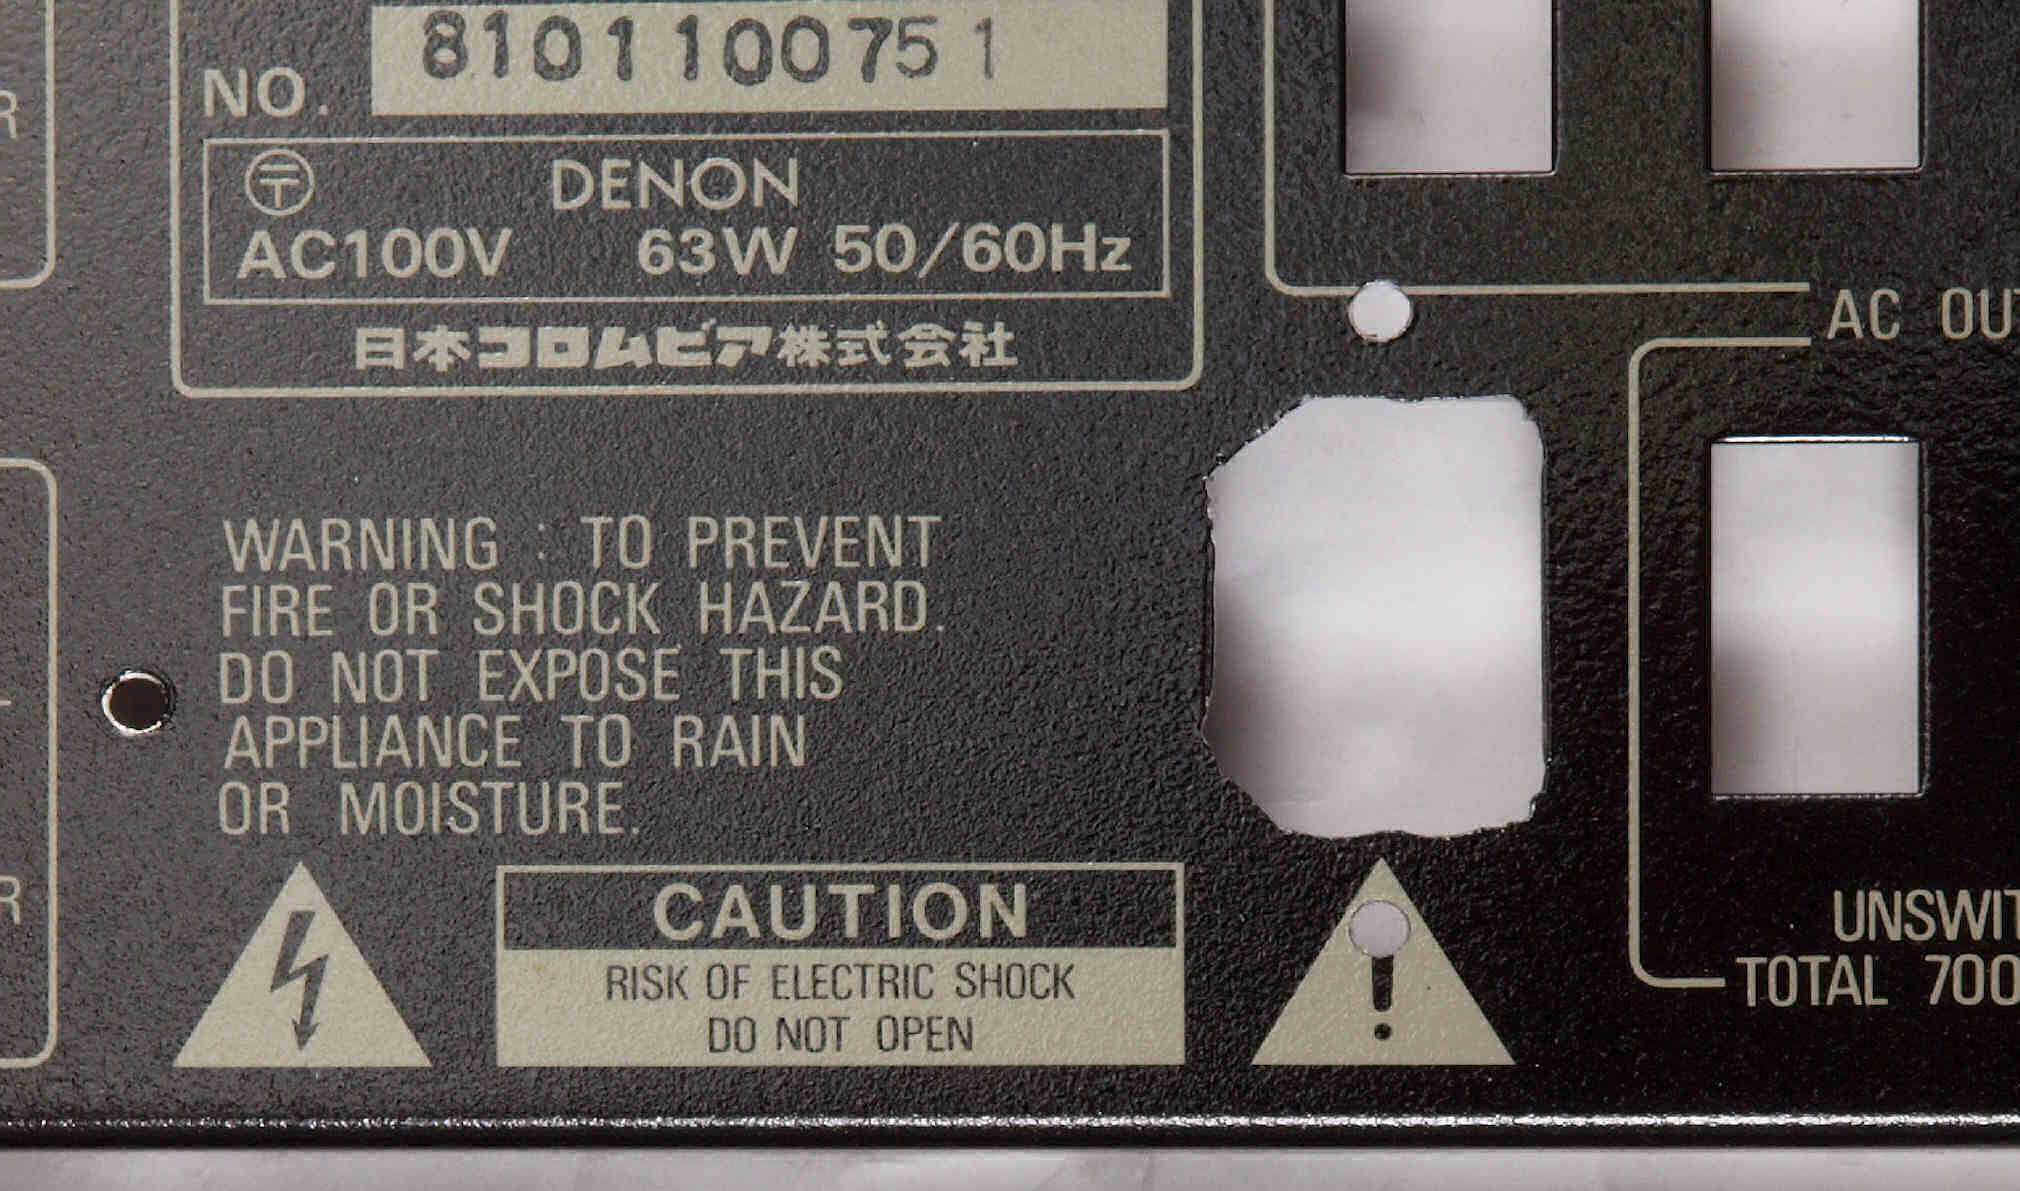 NO. 8101100751
〶 DENON
AC100V 63W 50/60Hz
日本コロムビア株式会社
WARNING : TO PREVENT
FIRE OR SHOCK HAZARD.
DO NOT EXPOSE THIS
APPLIANCE TO RAIN
OR MOISTURE.
CAUTION
RISK OF ELECTRIC SHOCK
DO NOT OPEN
!
R
R
AC OU
UNSWIT
TOTAL 700